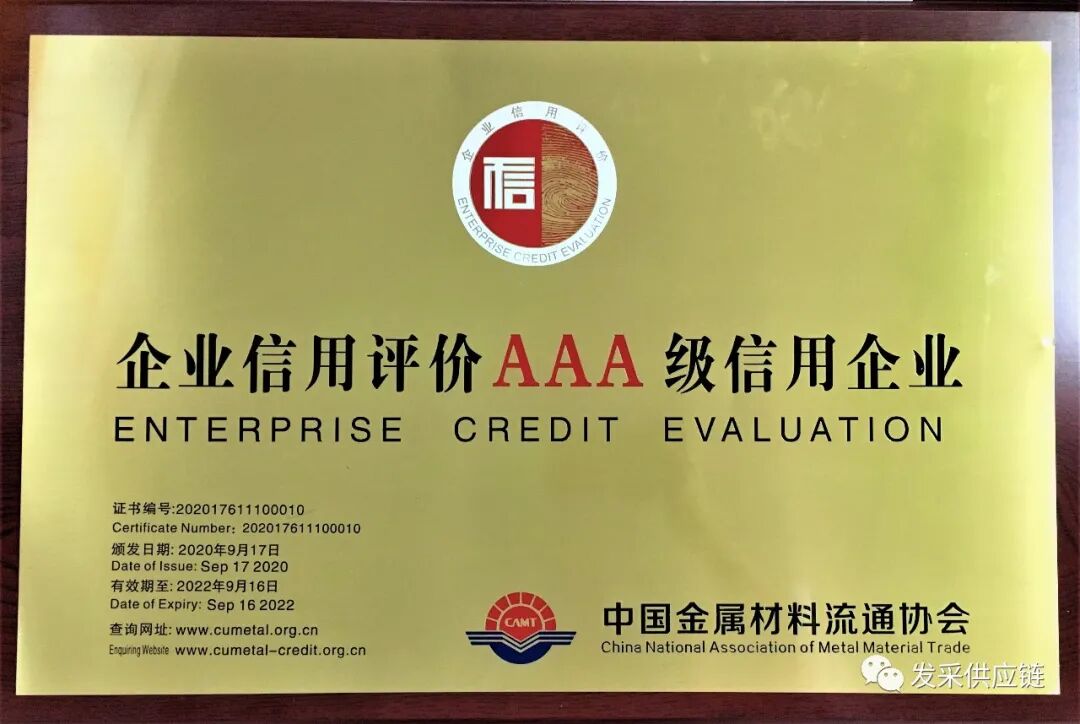 企业信用评价
信
ENTERPRISE CREDIT EVALUATION
企业信用评价AAA级信用企业
ENTERPRISE CREDIT EVALUATION
证书编号:202017611100010
Certificate Number: 202017611100010
颁发日期: 2020年9月17日
Date of Issue: Sep 17 2020
有效期至: 2022年9月16日
Date of Expiry: Sep 16 2022
查询网址: www.cumetal.org.cn
Enquiring Website www.cumetal-credit.org.cn
CAMT
中国金属材料流通协会
China National Association of Metal Material Trade
发采供应链